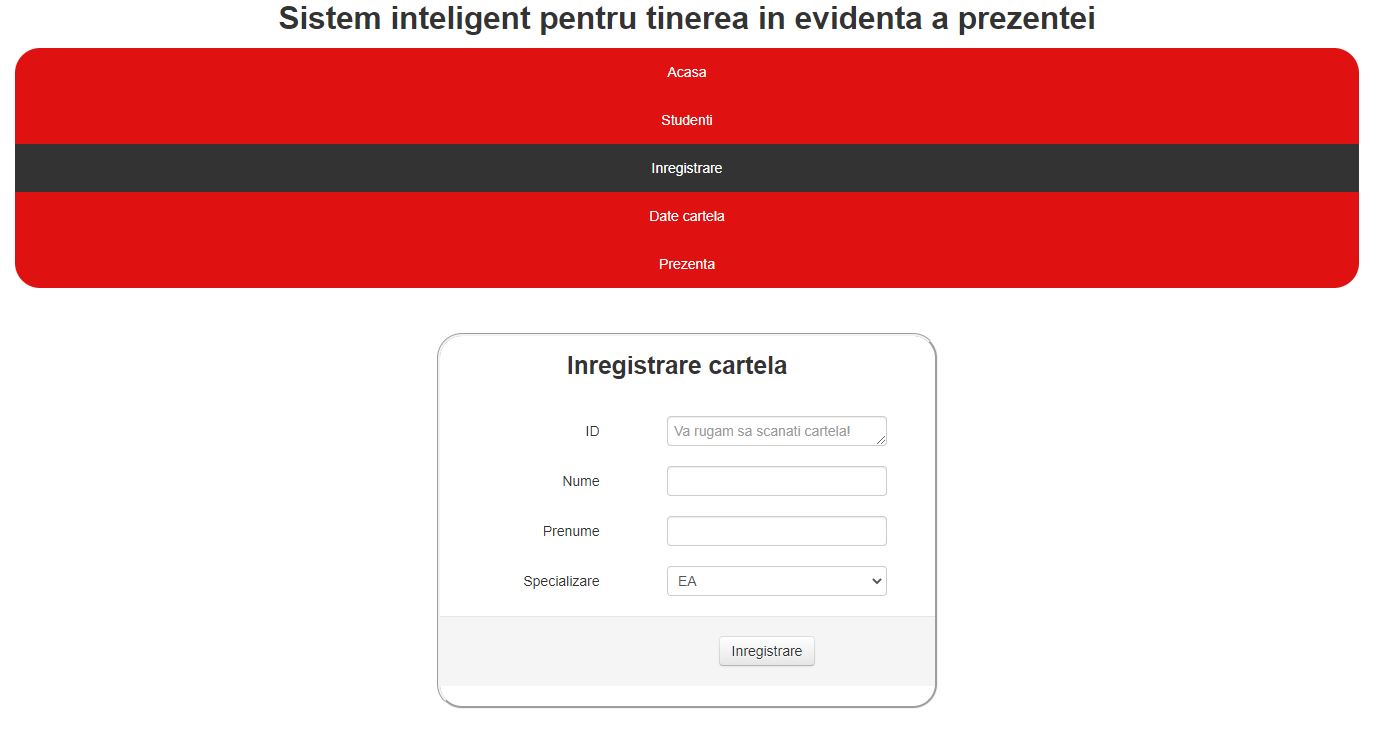 Sistem inteligent pentru tinerea in evidenta a prezentei
Acasa
Studenti
Inregistrare
Date cartela
Prezenta
Inregistrare cartela
ID Va rugam sa scanati cartela!
Nume
Prenume
Specializare EA
Inregistrare